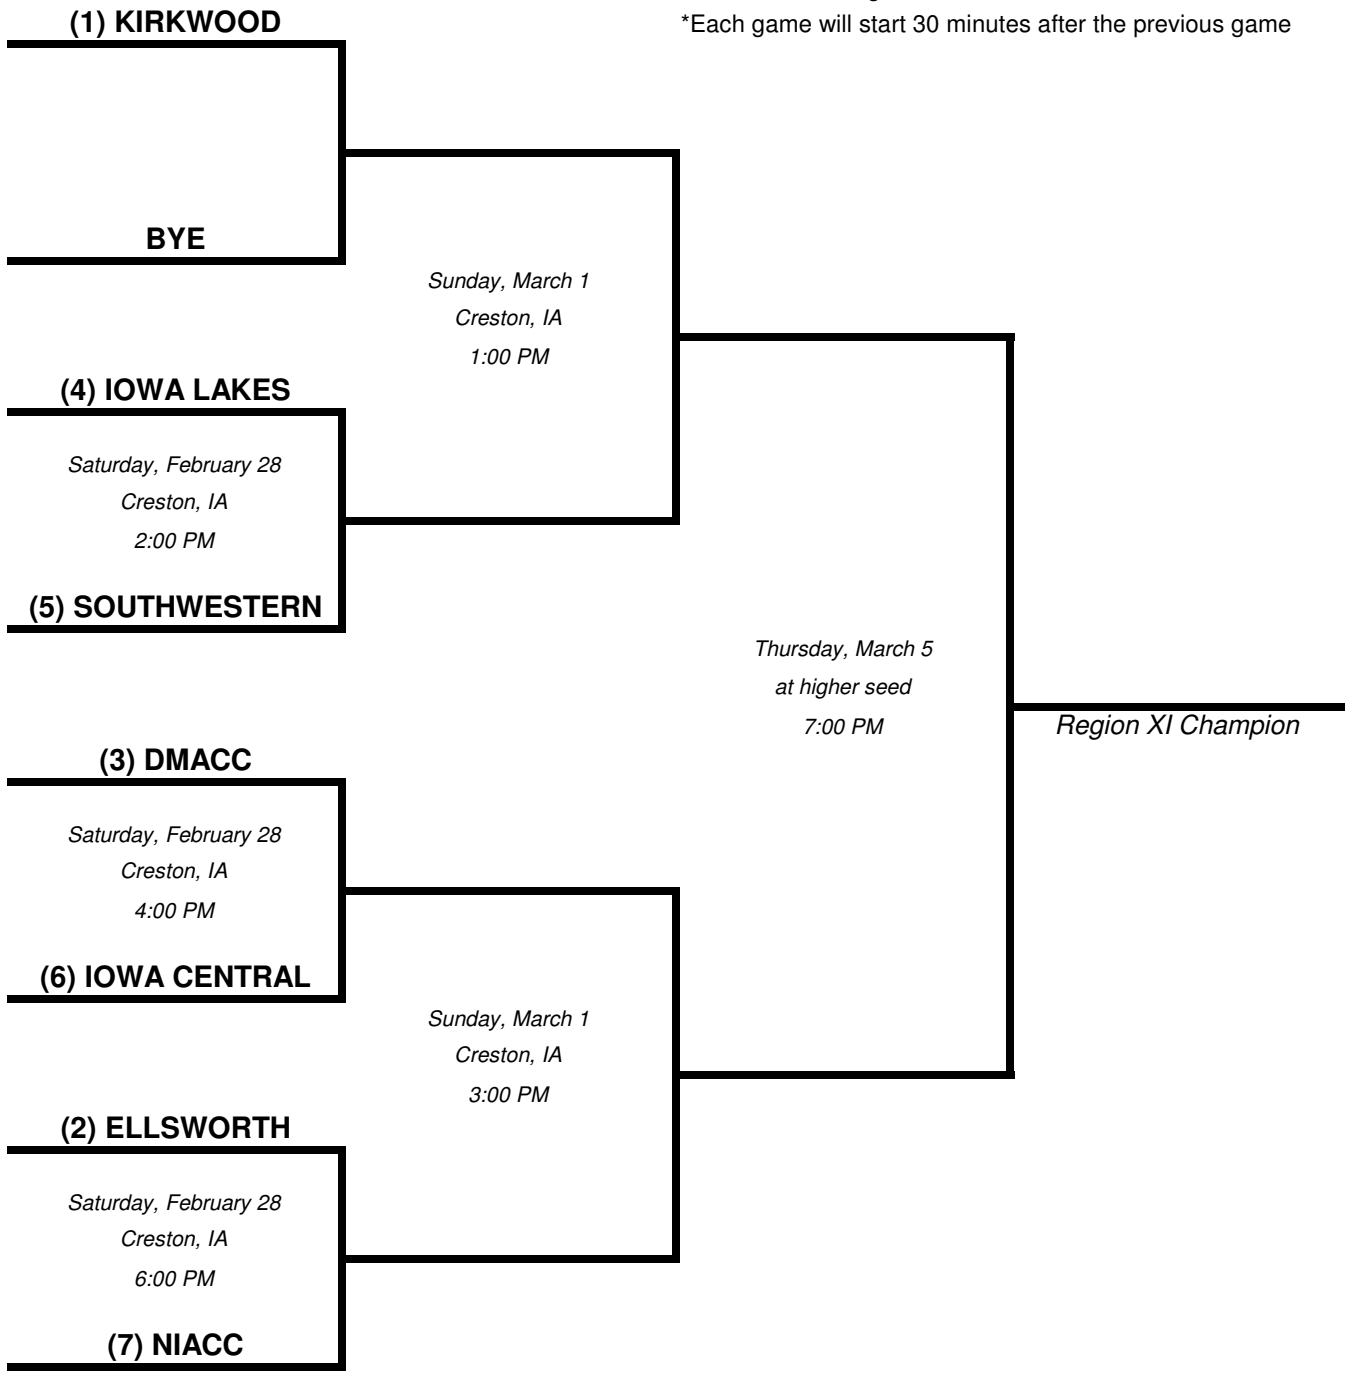 (1) KIRKWOOD
*Each game will start 30 minutes after the previous game
BYE
Sunday, March 1
Creston, IA
1:00 PM
(4) IOWA LAKES
Saturday, February 28
Creston, IA
2:00 PM
(5) SOUTHWESTERN
Thursday, March 5
at higher seed
7:00 PM
Region XI Champion
(3) DMACC
Saturday, February 28
Creston, IA
4:00 PM
(6) IOWA CENTRAL
Sunday, March 1
Creston, IA
3:00 PM
(2) ELLSWORTH
Saturday, February 28
Creston, IA
6:00 PM
(7) NIACC